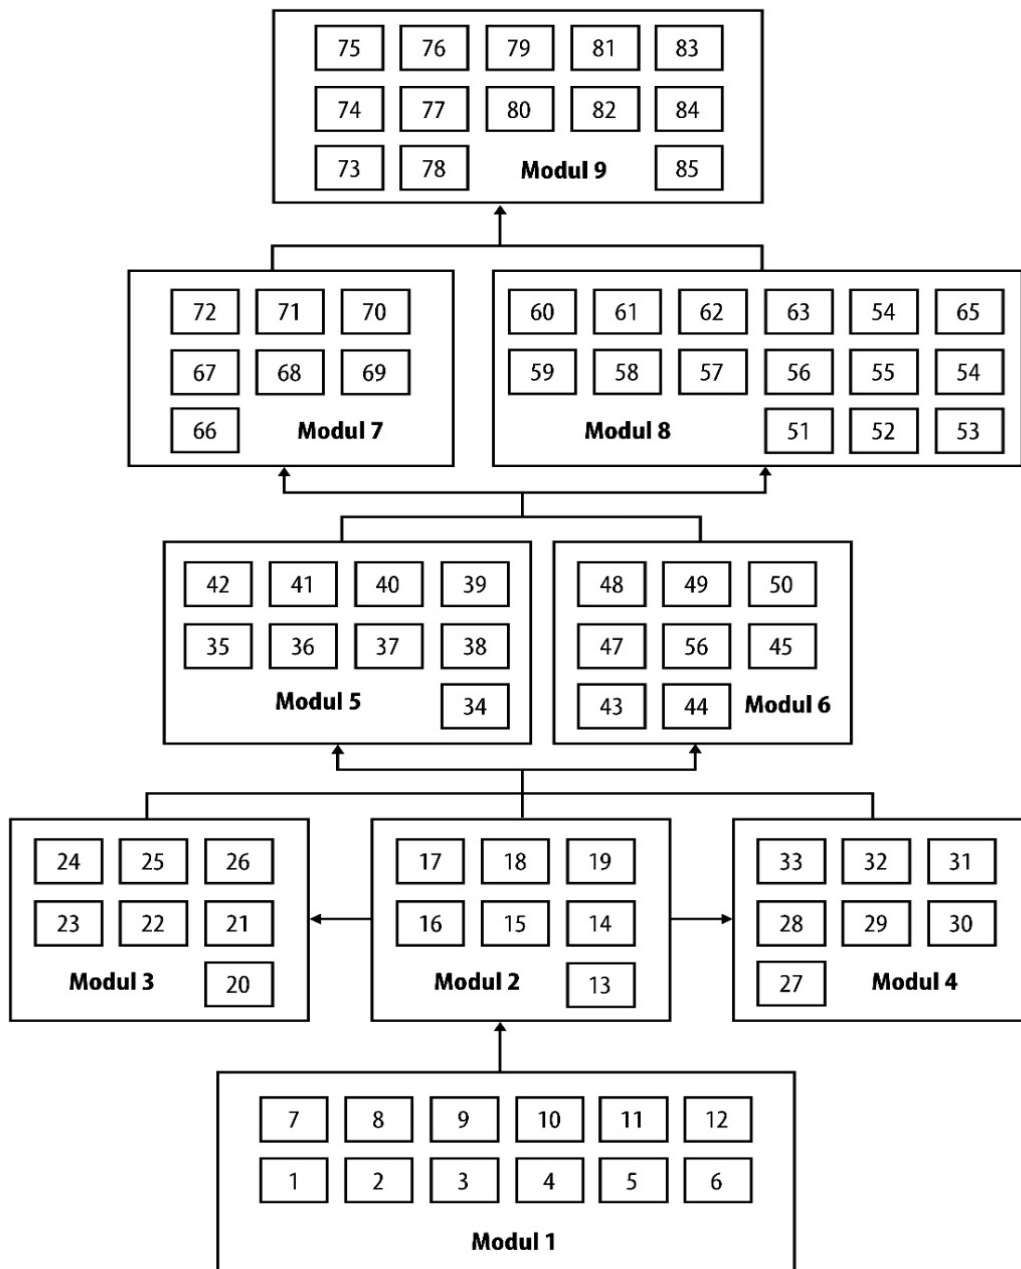 75 76 79 81 83
74 77 80 82 84
73 78 Modul 9 85
72 71 70
67 68 69
66 Modul 7
60 61 62 63 54 65
59 58 57 56 55 54
Modul 8 51 52 53
42 41 40 39
35 36 37 38
Modul 5 34
48 49 50
47 56 45
43 44 Modul 6
24 25 26
23 22 21
Modul 3 20
17 18 19
16 15 14
Modul 2 13
33 32 31
28 29 30
27 Modul 4
7 8 9 10 11 12
1 2 3 4 5 6
Modul 1